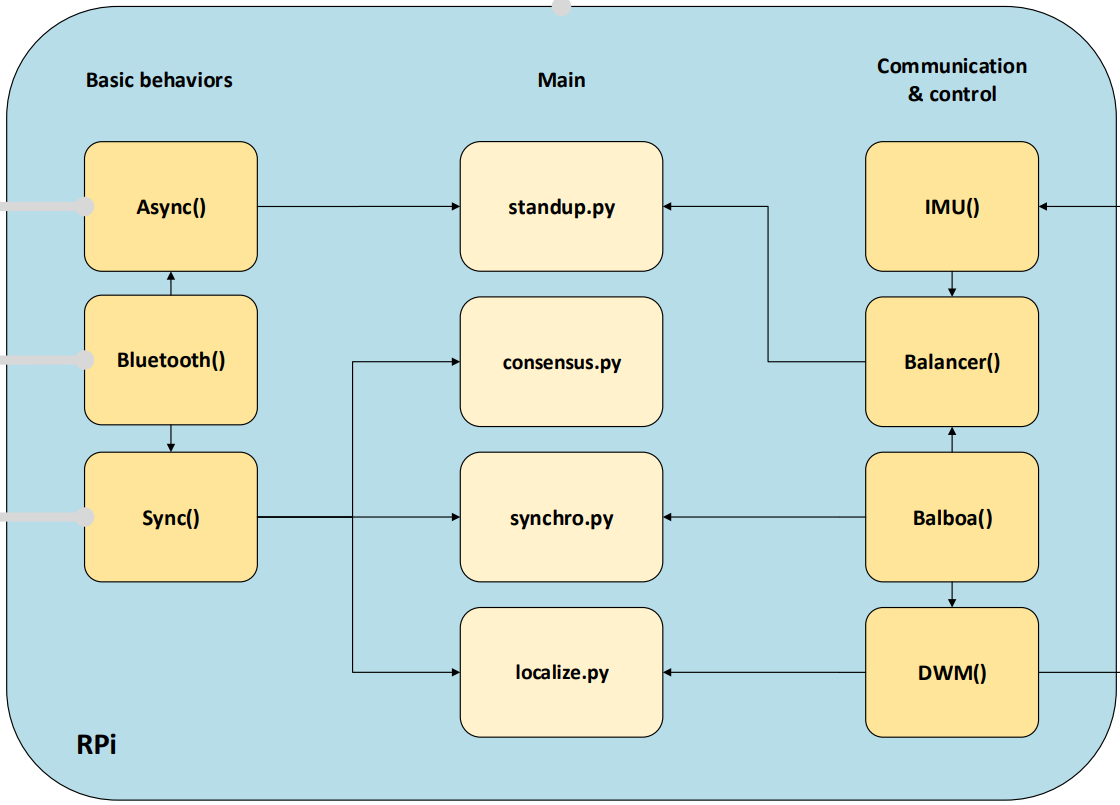 Basic behaviors
Main
Communication
& control
Async()
standup.py
IMU()
Bluetooth()
consensus.py
Balancer()
Sync()
synchro.py
Balboa()
localize.py
DWM()
RPi